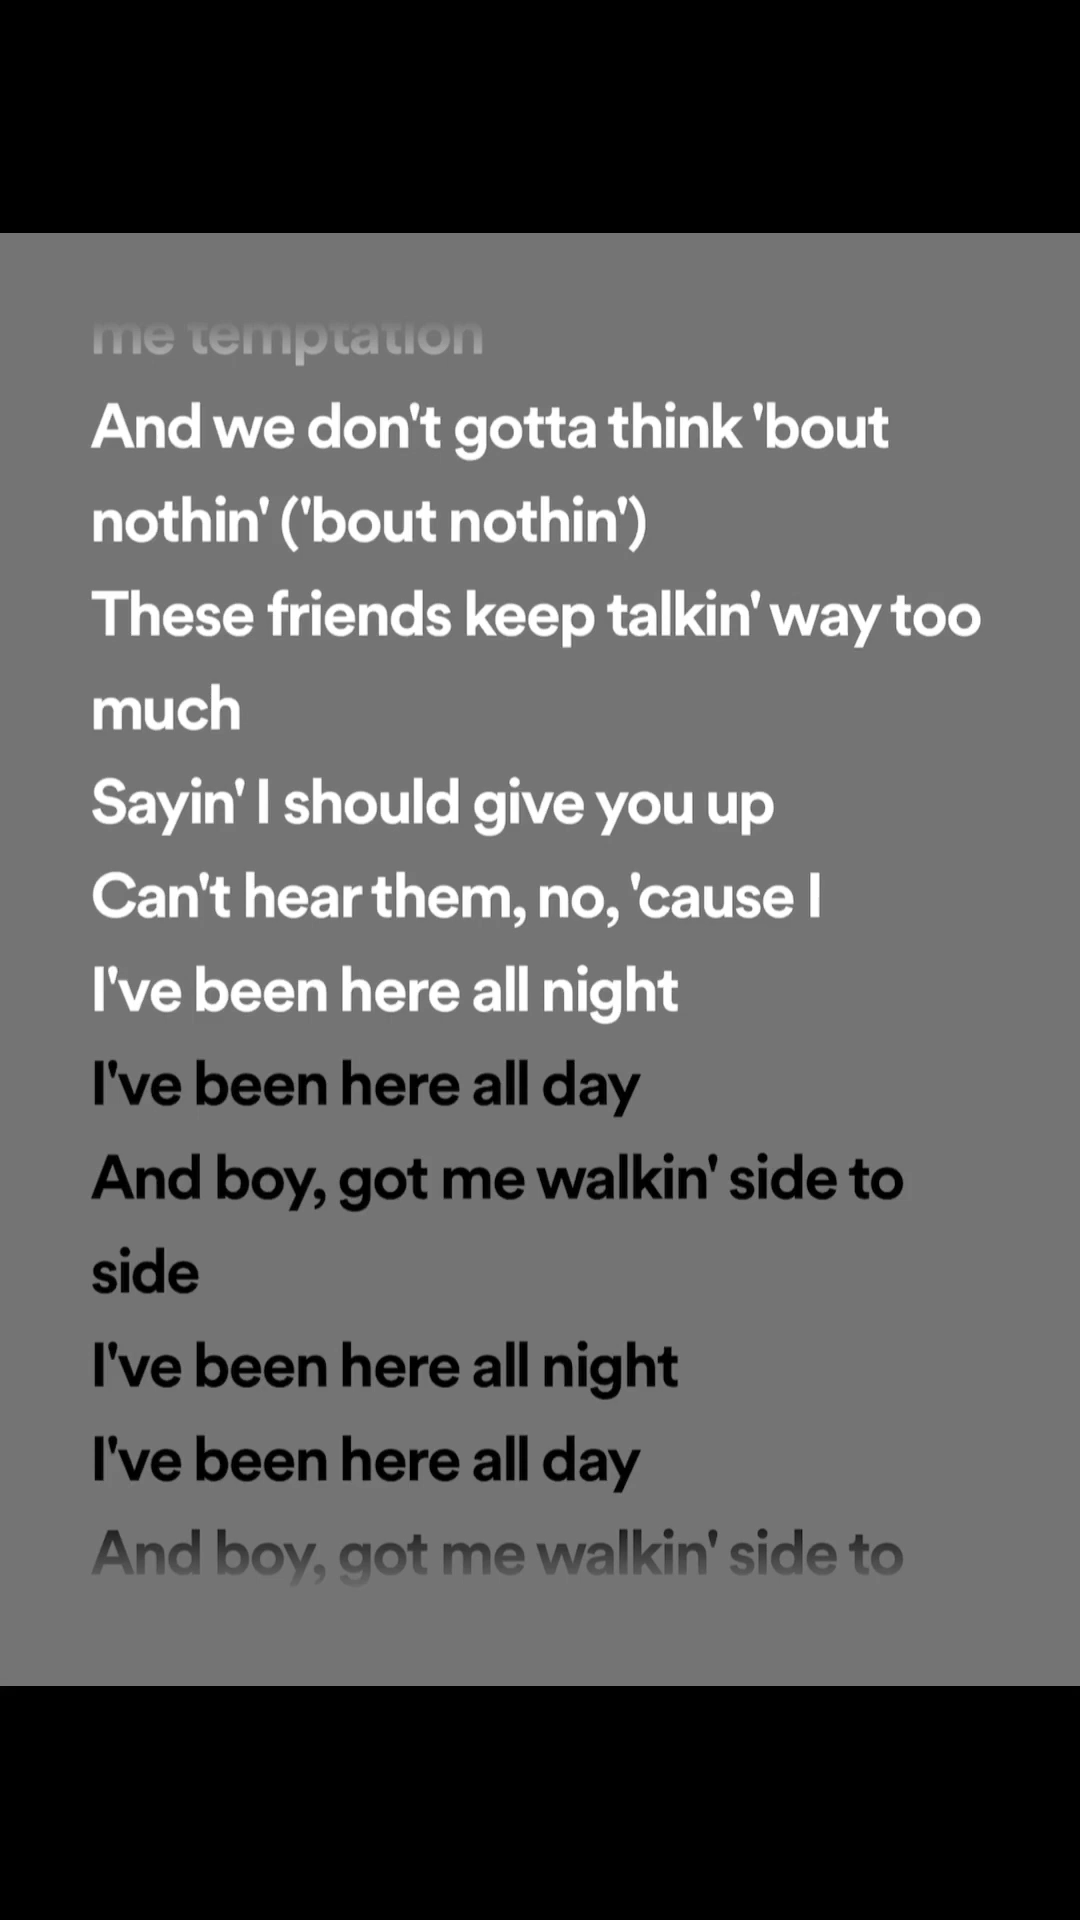 me temptation
And we don't gotta think 'bout
nothin' ('bout nothin')
These friends keep talkin' way too
much
Sayin' I should give you up
Can't hear them, no, 'cause I
I've been here all night
I've been here all day
And boy, got me walkin' side to
side
I've been here all night
I've been here all day
And boy, got me walkin' side to